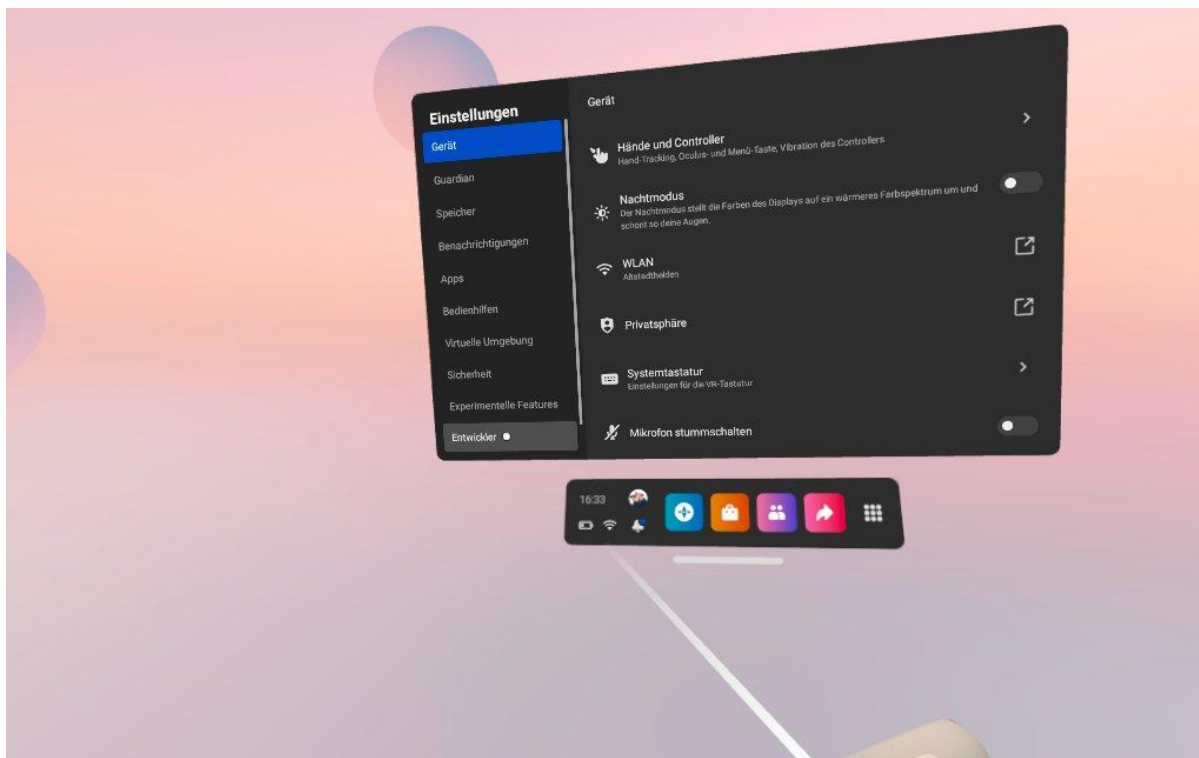 Einstellungen
Gerät
Guardian
Speicher
Benachrichtigungen
Apps
Bedienhilfen
Virtuelle Umgebung
Sicherheit
Experimentelle Features
Entwickler
Gerät
Hände und Controller
Hand-Tracking, Oculus- und Menü-Taste, Vibration des Controllers
Nachtmodus
Der Nachtmodus stellt die Farben des Displays auf ein wärmeres Farbspektrum um und
schont so deine Augen.
WLAN
Altstadthelden
Privatsphäre
Systemtastatur
Einstellungen für die VR-Tastatur
Mikrofon stummschalten
16:33